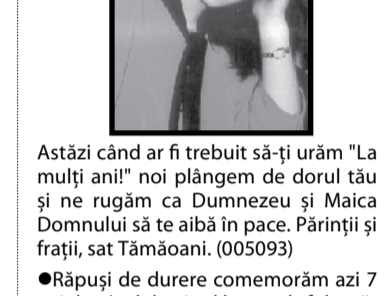 Astăzi când ar fi trebuit să-ți urăm "La
mulți ani!" noi plângem de dorul tău
și ne rugăm ca Dumnezeu și Maica
Domnului să te aibă în pace. Părinții și
frații, sat Tămăoani. (005093)
●Răpuși de durere comemorăm azi 7